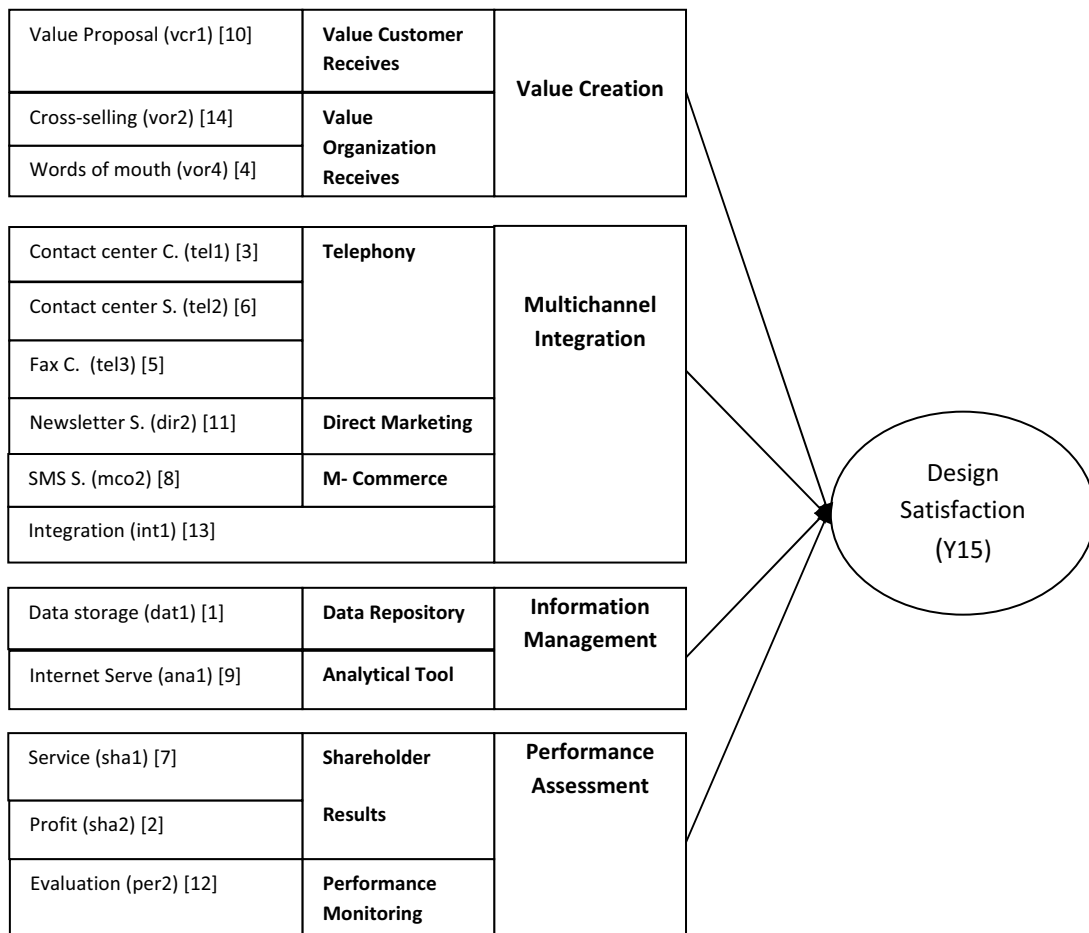 Value Proposal (vcr1) [10]
Value Customer
Receives
Value Creation
Cross-selling (vor2) [14]
Words of mouth (vor4) [4]
Value
Organization
Receives
Contact center C. (tel1) [3]
Telephony
Multichannel
Integration
Contact center S. (tel2) [6]
Fax C. (tel3) [5]
Newsletter S. (dir2) [11]
Direct Marketing
SMS S. (mco2) [8]
M- Commerce
Integration (int1) [13]
Data storage (dat1) [1]
Data Repository
Information
Management
Internet Serve (ana1) [9]
Analytical Tool
Service (sha1) [7]
Shareholder
Results
Performance
Assessment
Profit (sha2) [2]
Evaluation (per2) [12]
Performance
Monitoring
Design
Satisfaction
(Y15)